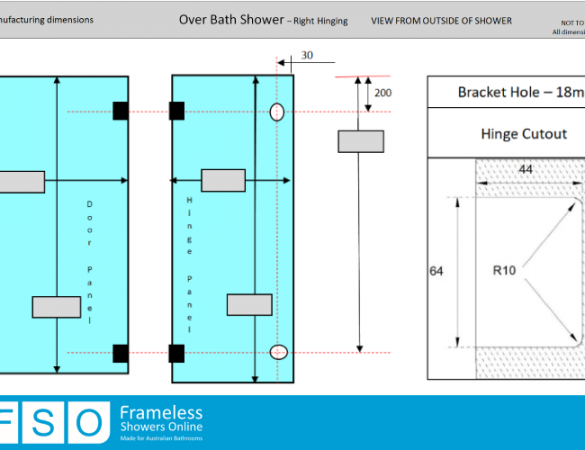 nufacturing dimensions
Over Bath Shower – Right Hinging
VIEW FROM OUTSIDE OF SHOWER
NOT TO
All dimensi
30
200
Door Panel
Hinge Panel
Bracket Hole – 18m
Hinge Cutout
44
64
R10
FSO
Frameless
Showers Online
Made for Australian Bathrooms